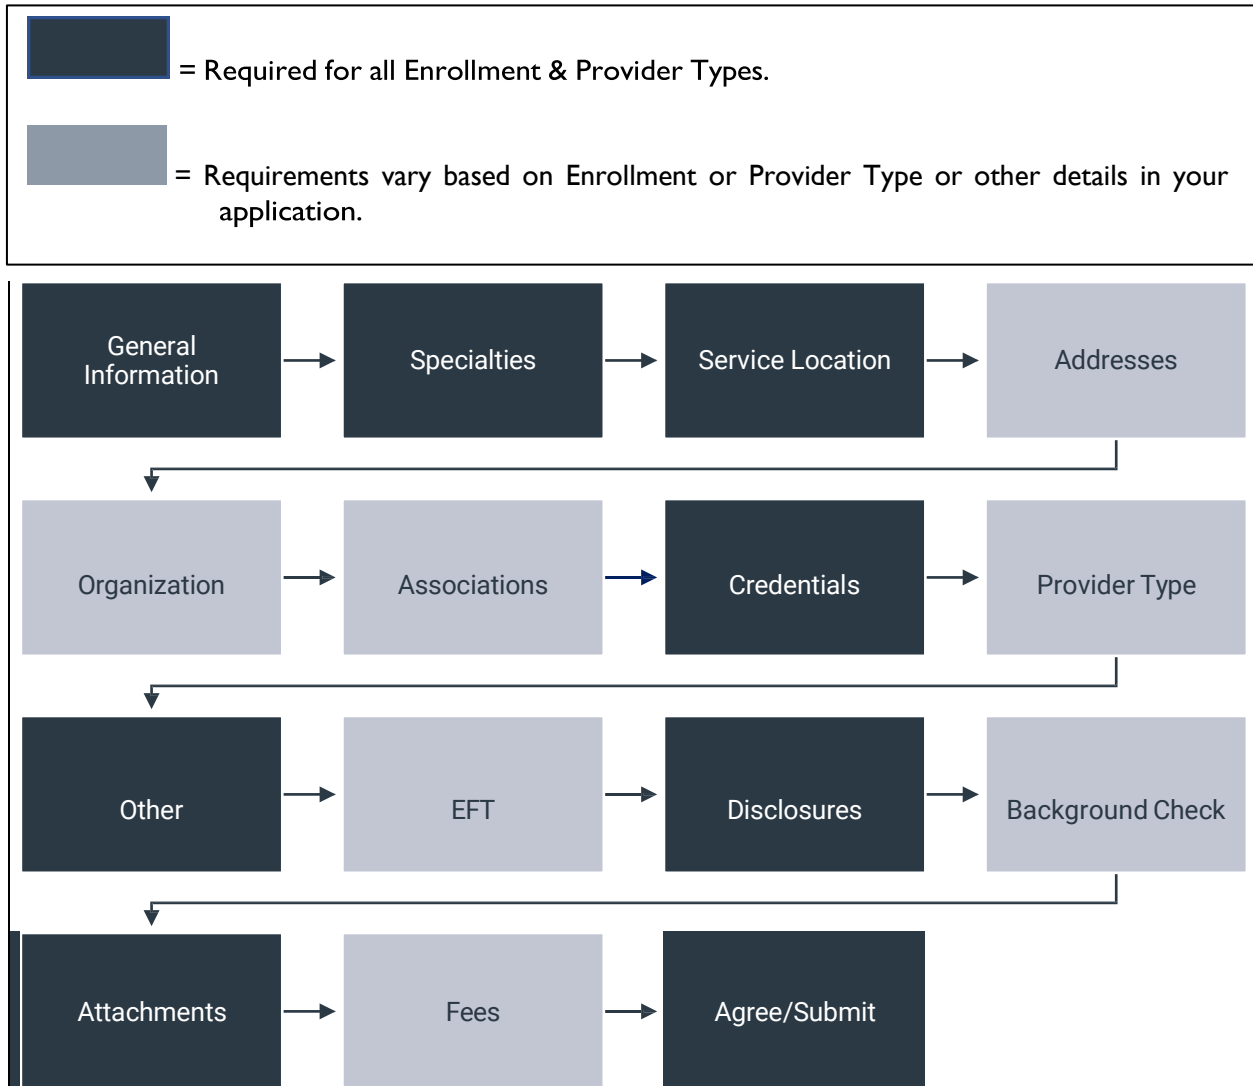 = Required for all Enrollment & Provider Types.
= Requirements vary based on Enrollment or Provider Type or other details in your
application.
General
Information
Specialties
Service Location
Addresses
Organization
Associations
Credentials
Provider Type
Other
EFT
Disclosures
Background Check
Attachments
Fees
Agree/Submit